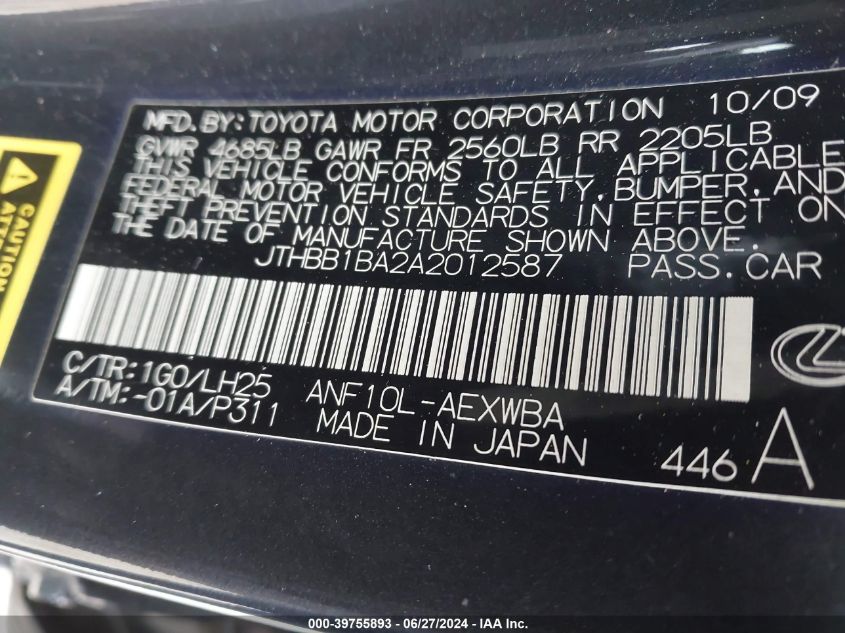 MFD.BY:TOYOTA MOTOR CORPORATION 10/09
GVWR 4685LB GAWR FR 2560LB RR 2205LB
THIS VEHICLE CONFORMS TO ALL APPLICABLE
FEDERAL MOTOR VEHICLE SAFETY,BUMPER,AND
THEFT PREVENTION STANDARDS IN EFFECT ON
THE DATE OF MANUFACTURE SHOWN ABOVE.
JTHBB1BA2A2012587 PASS.CAR
C/TR:1G0/LH25
A/TM:-01A/P311
ANF10L-AEXWBA
MADE IN JAPAN
446 A
CAUTION
000-39755893 - 06/27/2024 - IAA Inc.